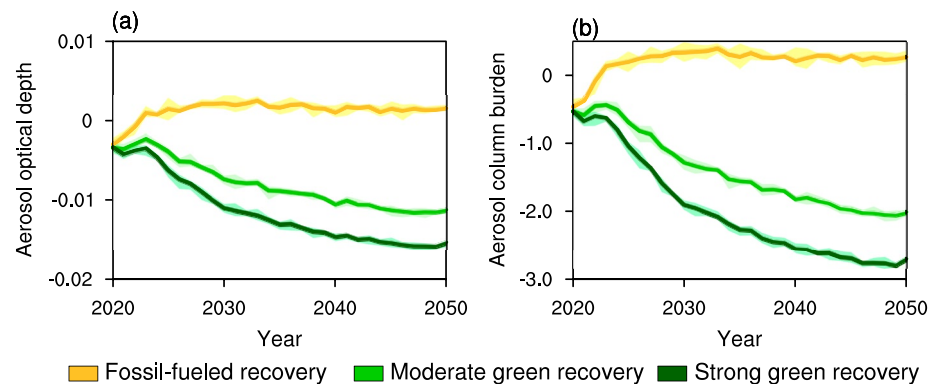 (a)
0.01
0
-0.01
-0.02
Aerosol optical depth
2020 2030 2040 2050
Year
(b)
0
-1.0
-2.0
-3.0
Aerosol column burden
2020 2030 2040 2050
Year
Fossil-fueled recovery Moderate green recovery Strong green recovery